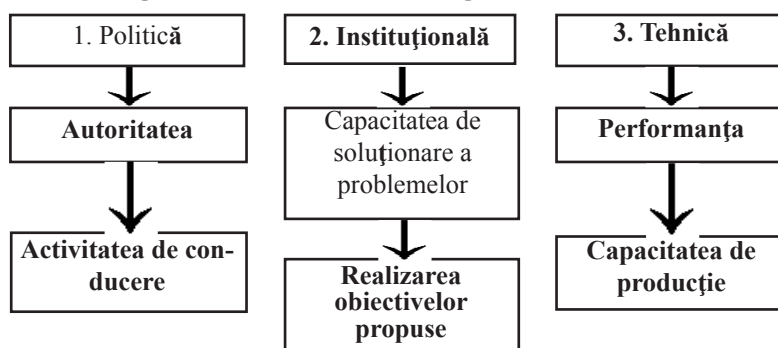 1. Politică
2. Instituţională
3. Tehnică
Autoritatea
Capacitatea de
soluţionare a
problemelor
Performanţa
Activitatea de con-
ducere
Realizarea
obiectivelor
propuse
Capacitatea de
producţie